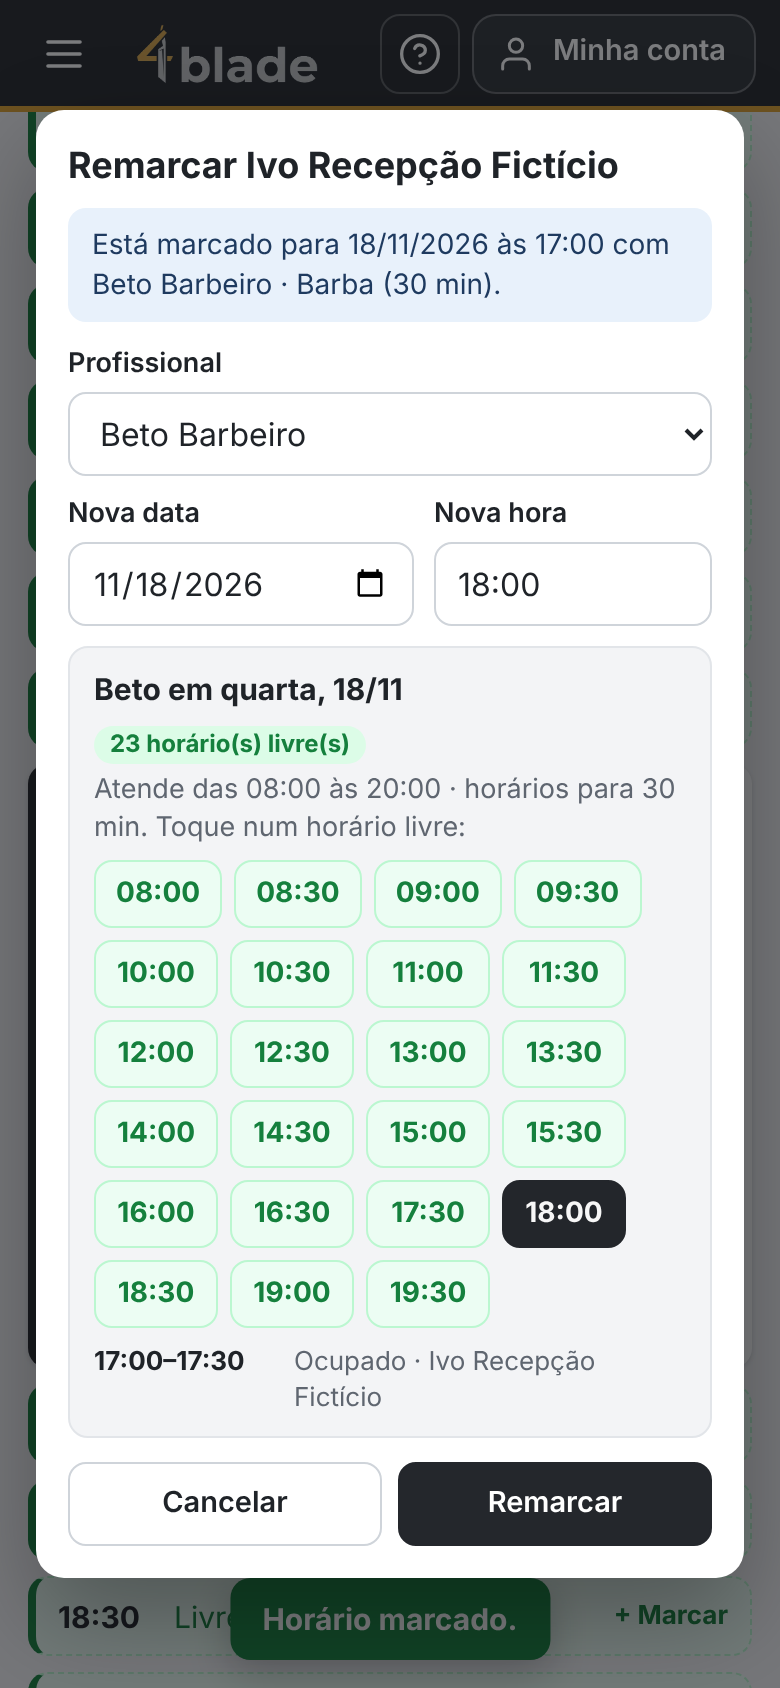 4blade
Minha conta
Remarcar Ivo Recepção Fictício
Está marcado para 18/11/2026 às 17:00 com
Beto Barbeiro · Barba (30 min).
Profissional
Beto Barbeiro
Nova data
Nova hora
11/18/2026
18:00
Beto em quarta, 18/11
23 horário(s) livre(s)
Atende das 08:00 às 20:00 · horários para 30
min. Toque num horário livre:
08:00 08:30 09:00 09:30
10:00 10:30 11:00 11:30
12:00 12:30 13:00 13:30
14:00 14:30 15:00 15:30
16:00 16:30 17:30 18:00
18:30 19:00 19:30
17:00–17:30
Ocupado · Ivo Recepção
Fictício
Cancelar
Remarcar
18:30
Horário marcado.
+ Marcar